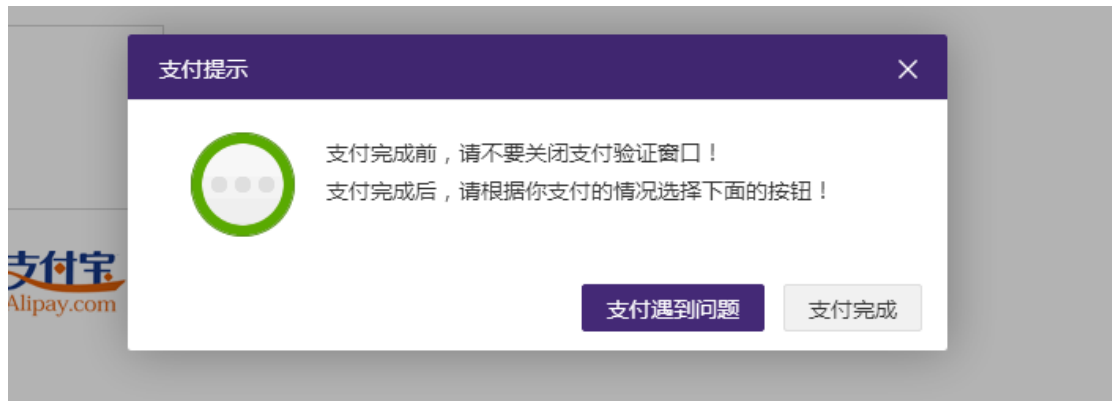 支付提示
支付完成前，请不要关闭支付验证窗口！
支付完成后，请根据你支付的情况选择下面的按钮！
支付宝
Alipay.com
支付遇到问题
支付完成